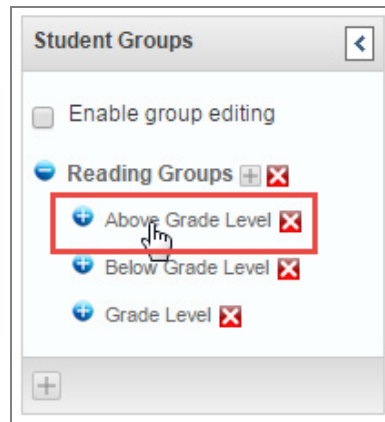 Student Groups
Enable group editing
Reading Groups
Above Grade Level
Below Grade Level
Grade Level